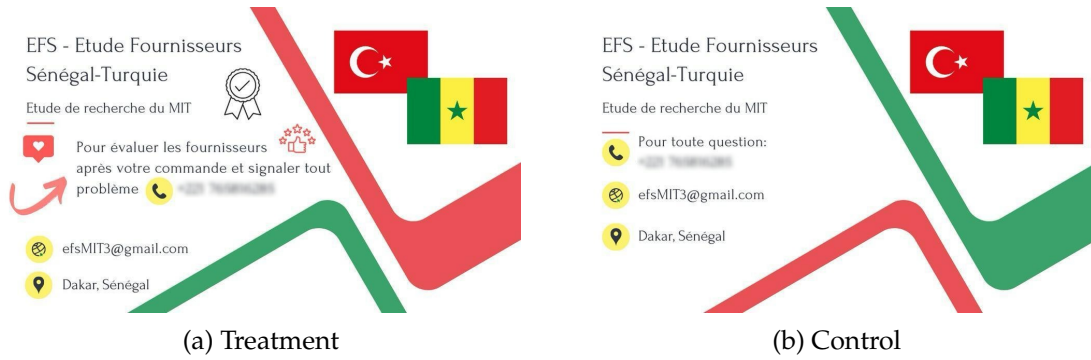 EFS - Etude Fournisseurs
Sénégal-Turquie
Etude de recherche du MIT
Pour évaluer les fournisseurs
après votre commande et signaler tout
problème
efsMIT3@gmail.com
Dakar, Sénégal
(a) Treatment
EFS - Etude Fournisseurs
Sénégal-Turquie
Etude de recherche du MIT
Pour toute question:
efsMIT3@gmail.com
Dakar, Sénégal
(b) Control